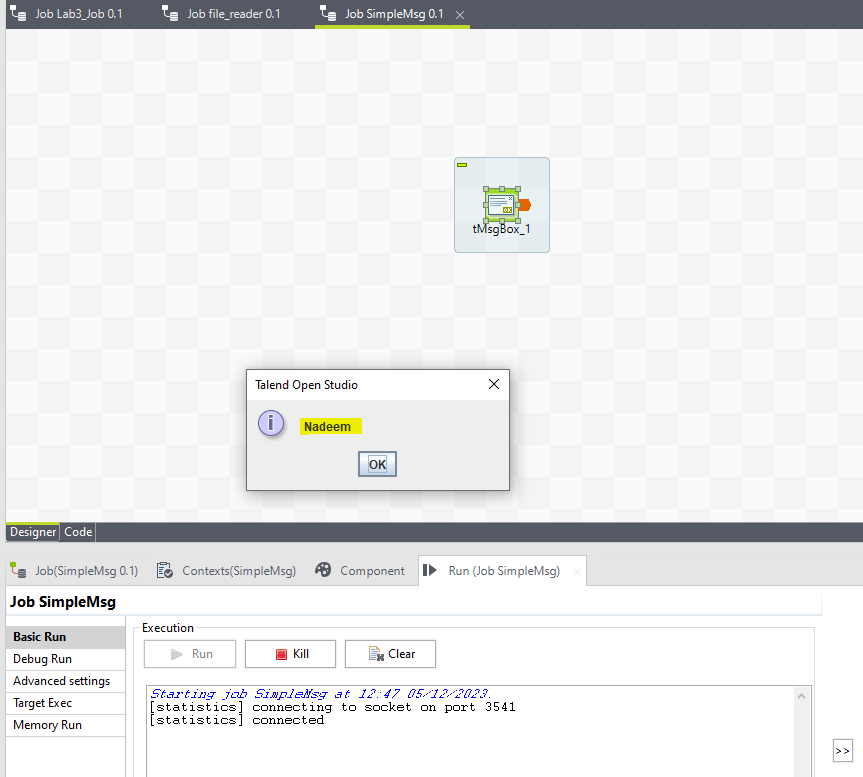 Job Lab3_Job 0.1
Job file_reader 0.1
Job SimpleMsg 0.1
tMsgBox_1
Talend Open Studio
Nadeem
OK
Designer
Code
Job(SimpleMsg 0.1)
Contexts(SimpleMsg)
Component
Run (Job SimpleMsg)
Job SimpleMsg
Basic Run
Debug Run
Advanced settings
Target Exec
Memory Run
Execution
Run
Kill
Clear
Starting job SimpleMsg at 12:47 05/12/2023.
[statistics] connecting to socket on port 3541
[statistics] connected
>>